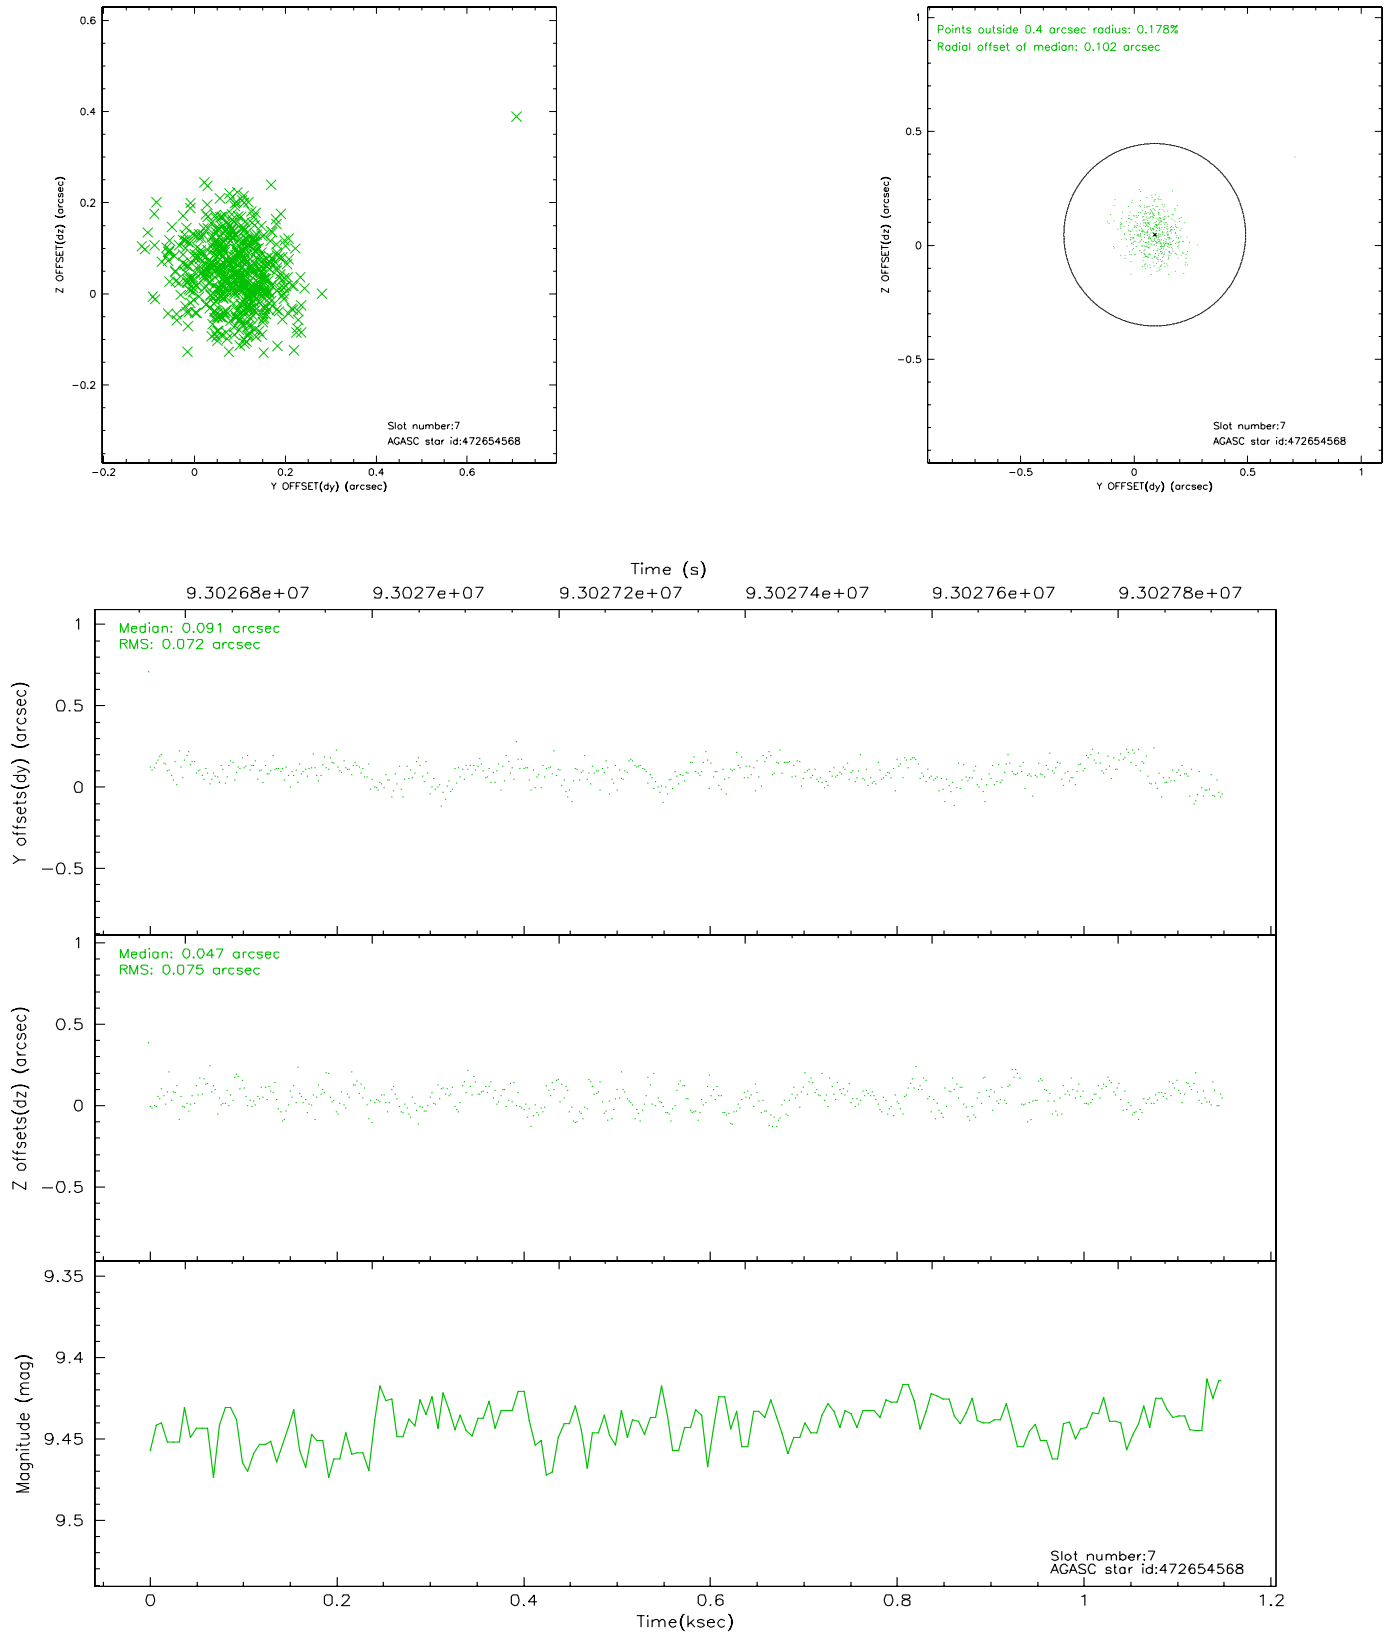 0.6
0.4
0.2
0
−0.2
Z OFFSET(dz) (arcsec)
Slot number:7
AGASC star id:472654568
−0.2 0 0.2 0.4 0.6
Y OFFSET(dy) (arcsec)
Points outside 0.4 arcsec radius: 0.178%
Radial offset of median: 0.102 arcsec
1
0.5
0
−0.5
Z OFFSET(dz) (arcsec)
Slot number:7
AGASC star id:472654568
−0.5 0 0.5 1
Y OFFSET(dy) (arcsec)
Time (s)
9.30268e+07 9.3027e+07 9.30272e+07 9.30274e+07 9.30276e+07 9.30278e+07
Median: 0.091 arcsec
RMS: 0.072 arcsec
1
0.5
0
−0.5
Y offsets(dy) (arcsec)
Median: 0.047 arcsec
RMS: 0.075 arcsec
1
0.5
0
−0.5
Z offsets(dz) (arcsec)
9.35
9.4
9.45
9.5
Magnitude (mag)
Slot number:7
AGASC star id:472654568
0 0.2 0.4 0.6 0.8 1 1.2
Time(ksec)